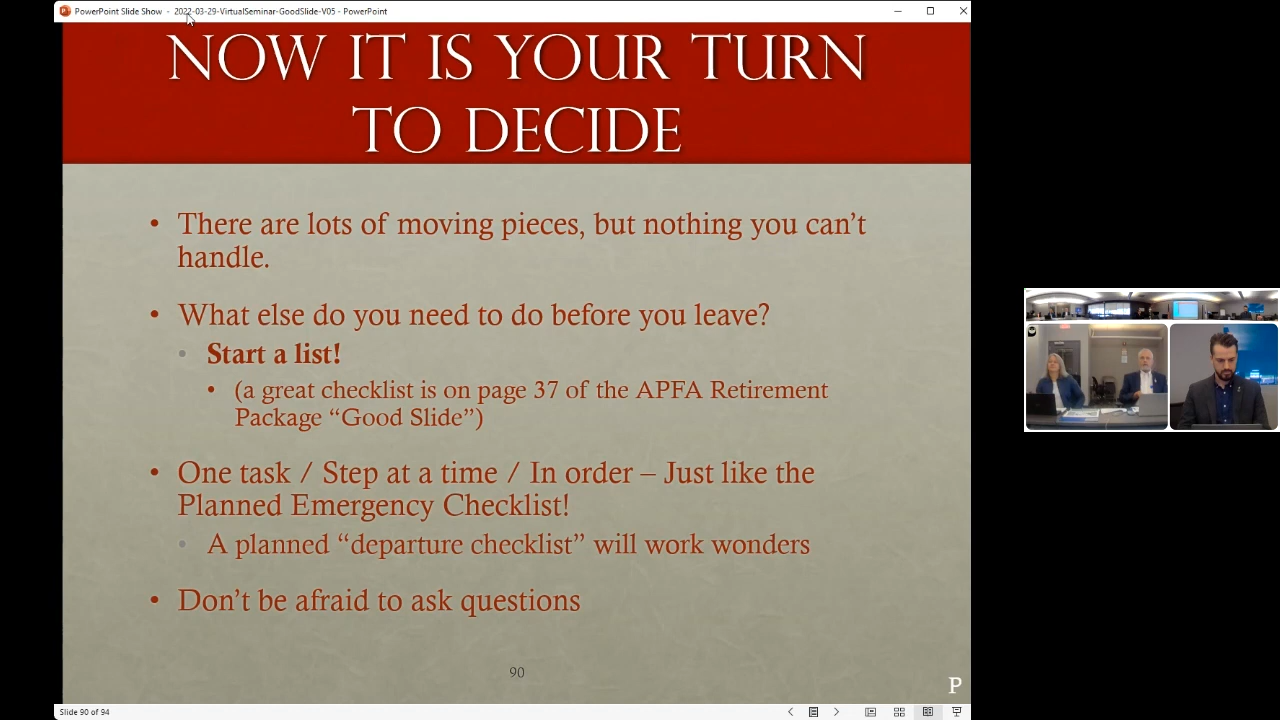 PowerPoint Slide Show - 2022-03-29-VirtualSeminar-GoodSlide-V05 - PowerPoint
NOW IT IS YOUR TURN
TO DECIDE
• There are lots of moving pieces, but nothing you can't
handle.
• What else do you need to do before you leave?
• Start a list!
• (a great checklist is on page 37 of the APFA Retirement
Package “Good Slide”)
• One task / Step at a time / In order – Just like the
Planned Emergency Checklist!
• A planned “departure checklist” will work wonders
• Don't be afraid to ask questions
90
P
Slide 90 of 94